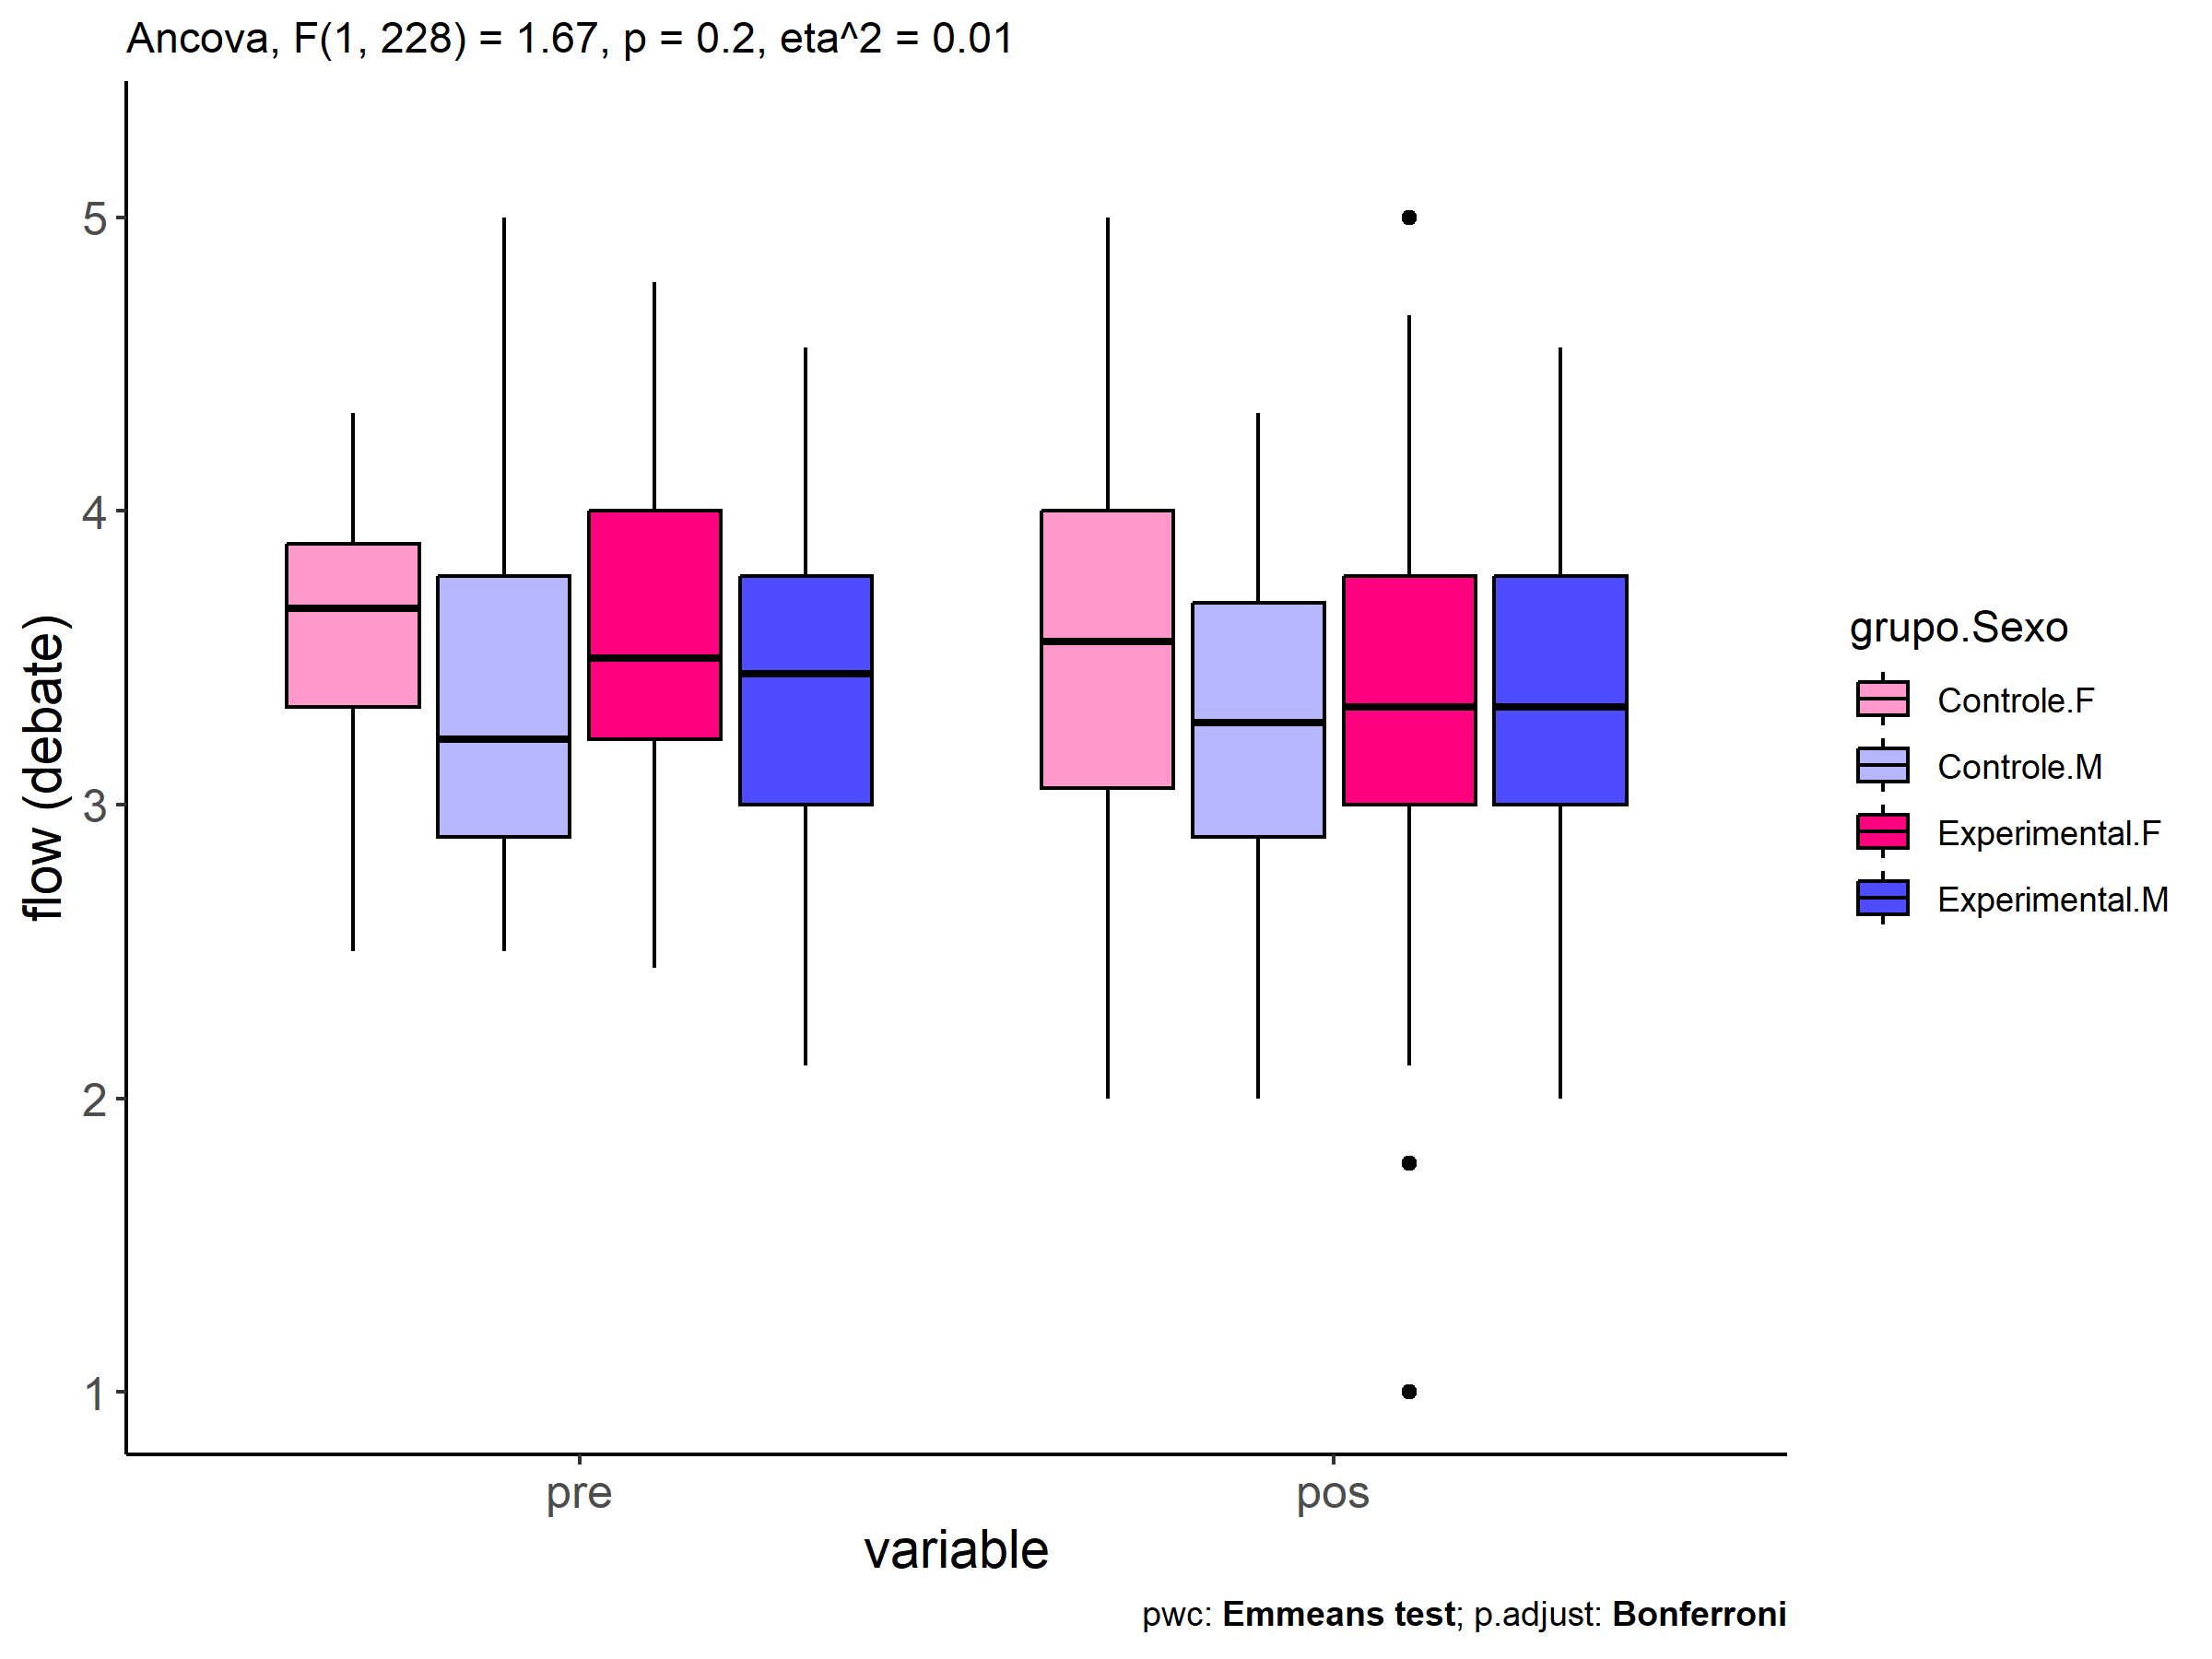 Ancova, F(1, 228) = 1.67, p = 0.2, eta^2 = 0.01
flow (debate)
5
4
3
2
1
pre
pos
variable
grupo.Sexo
Controle.F
Controle.M
Experimental.F
Experimental.M
pwc: Emmeans test; p.adjust: Bonferroni